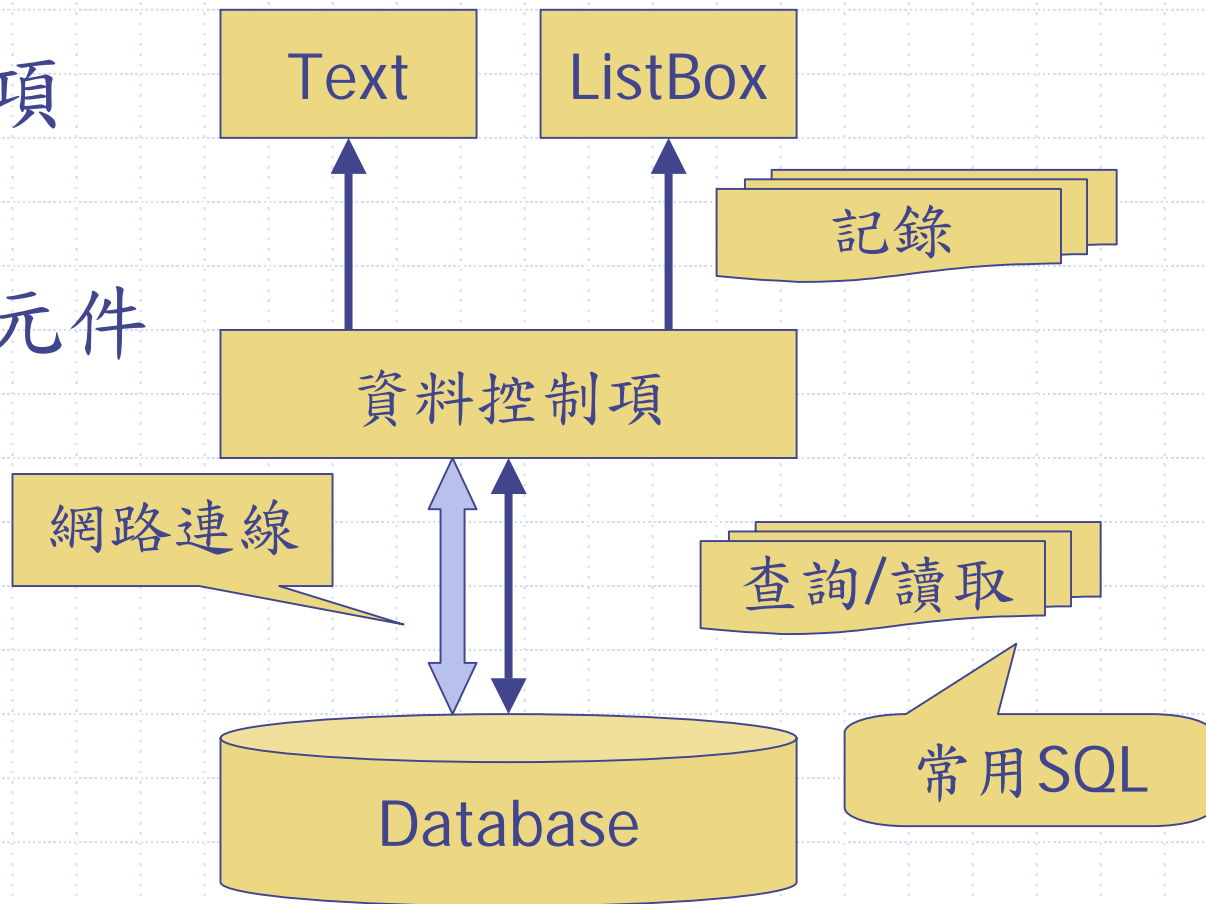 項
Text
ListBox
記錄
元件
資料控制項
網路連線
查詢/讀取
常用SQL
Database